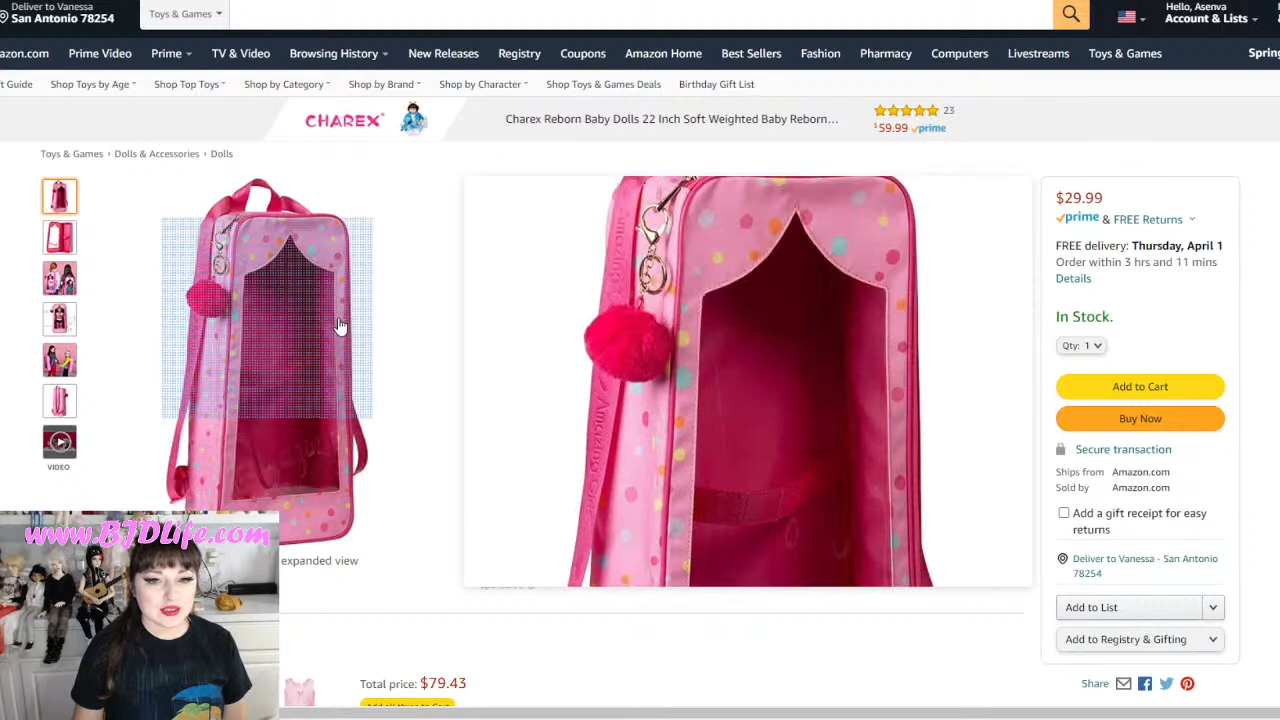 Deliver to Vanessa
San Antonio 78254
Toys & Games
Hello, Asenva
Account & Lists
azon.com Prime Video Prime TV & Video Browsing History New Releases Registry Coupons Amazon Home Best Sellers Fashion Pharmacy Computers Livestreams Toys & Games Spring
ft Guide Shop Toys by Age Shop Top Toys Shop by Category Shop by Brand Shop by Character Shop Toys & Games Deals Birthday Gift List
CHAREX
Charex Reborn Baby Dolls 22 Inch Soft Weighted Baby Reborn...
23
$59.99 prime
Toys & Games › Dolls & Accessories › Dolls
VIDEO
expanded view
www.BJDLife.com
Total price: $79.43
Add all three to Cart
$29.99
prime & FREE Returns
FREE delivery: Thursday, April 1
Order within 3 hrs and 11 mins
Details
In Stock.
Qty: 1
Add to Cart
Buy Now
Secure transaction
Ships from Amazon.com
Sold by Amazon.com
Add a gift receipt for easy
returns
Deliver to Vanessa - San Antonio
78254
Add to List
Add to Registry & Gifting
Share